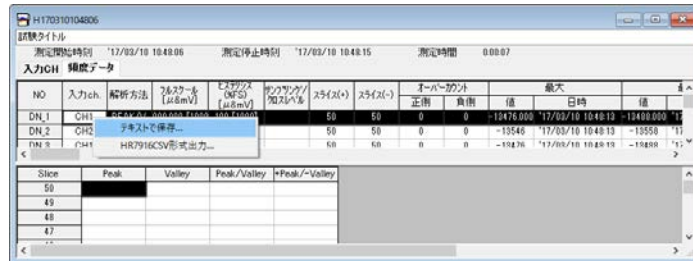 H170310104806
試験タイトル
測定開始時刻 '17/03/10 10:48:06 測定停止時刻 '17/03/10 10:48:15 測定時間 0:00:07
入力CH 頻度データ
NO 入力ch. 解析方法 フルスケール [μ&mV] ヒステリシス (%FS) [μ&mV] サンプリング/ クロスレベル スライス(+) スライス(-) オーバーカウント 正側 負側 最大 値 日時 値
DN_1 CH1 50 50 0 0 -13476.000 '17/03/10 10:48:13 -13488.000 '17
DN_2 CH2 50 50 0 0 -13546 '17/03/10 10:48:13 -13558 '17
DN_3 CH1 50 50 0 0 -13476 '17/03/10 10:48:13 -13488
テキストで保存...
HR7916CSV形式出力...
Slice Peak Valley Peak/Valley +Peak/-Valley
50
49
48
47